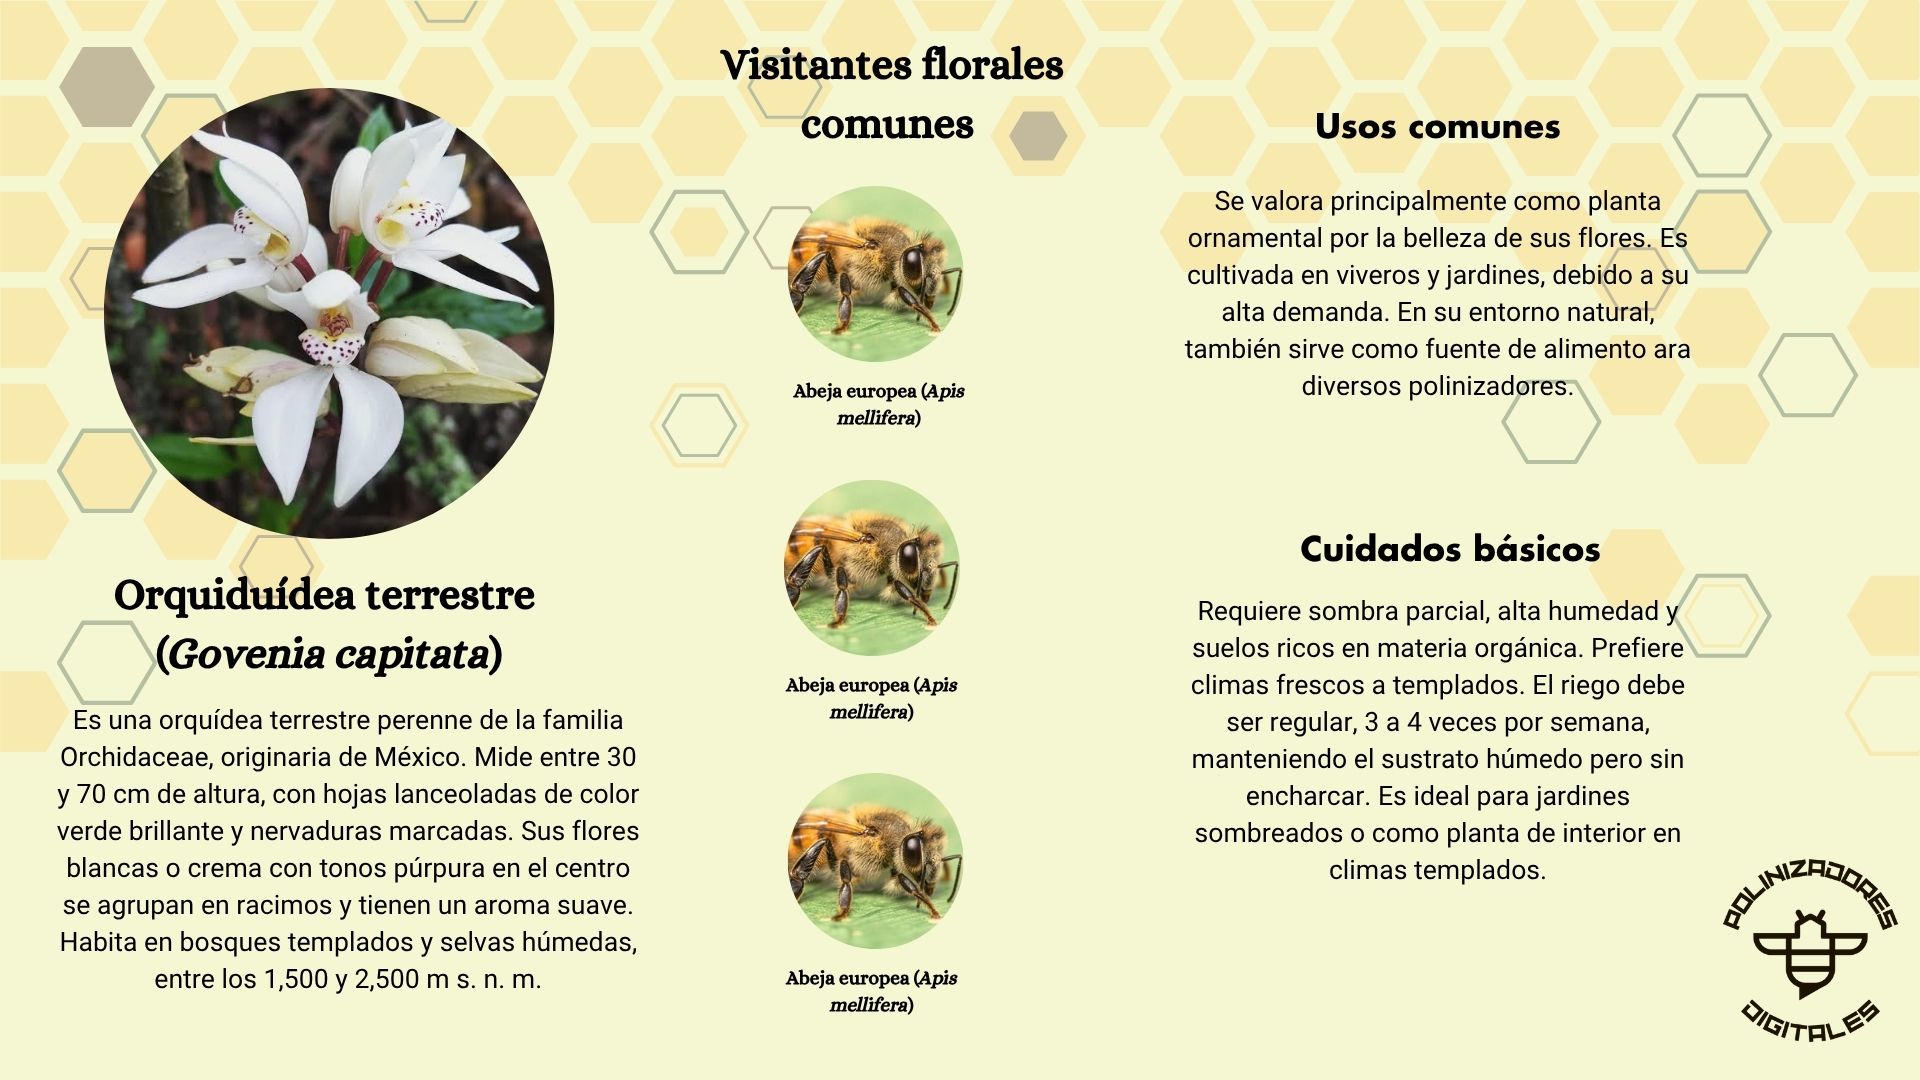 Orquiduídea terrestre
(Govenia capitata)
Es una orquídea terrestre perenne de la familia
Orchidaceae, originaria de México. Mide entre 30
y 70 cm de altura, con hojas lanceoladas de color
verde brillante y nervaduras marcadas. Sus flores
blancas o crema con tonos púrpura en el centro
se agrupan en racimos y tienen un aroma suave.
Habita en bosques templados y selvas húmedas,
entre los 1,500 y 2,500 m s. n. m.
Visitantes florales
comunes
Abeja europea (Apis
mellifera)
Abeja europea (Apis
mellifera)
Abeja europea (Apis
mellifera)
Usos comunes
Se valora principalmente como planta
ornamental por la belleza de sus flores. Es
cultivada en viveros y jardines, debido a su
alta demanda. En su entorno natural,
también sirve como fuente de alimento ara
diversos polinizadores.
Cuidados básicos
Requiere sombra parcial, alta humedad y
suelos ricos en materia orgánica. Prefiere
climas frescos a templados. El riego debe
ser regular, 3 a 4 veces por semana,
manteniendo el sustrato húmedo pero sin
encharcar. Es ideal para jardines
sombreados o como planta de interior en
climas templados.
POLINIZADORES
DIGITALES